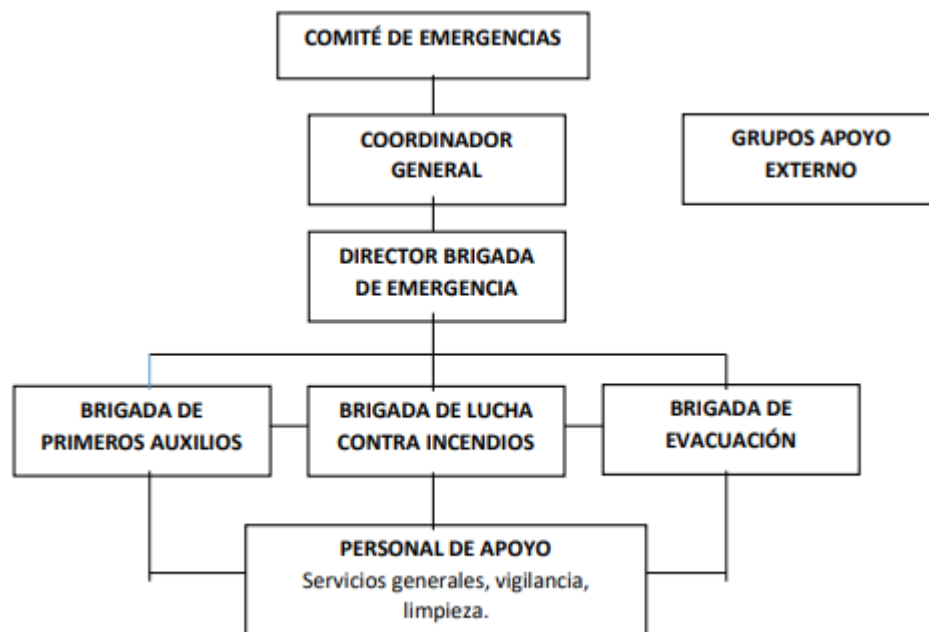 COMITÉ DE EMERGENCIAS
COORDINADOR
GENERAL
GRUPOS APOYO
EXTERNO
DIRECTOR BRIGADA
DE EMERGENCIA
BRIGADA DE
PRIMEROS AUXILIOS
BRIGADA DE LUCHA
CONTRA INCENDIOS
BRIGADA DE
EVACUACIÓN
PERSONAL DE APOYO
Servicios generales, vigilancia,
limpieza.